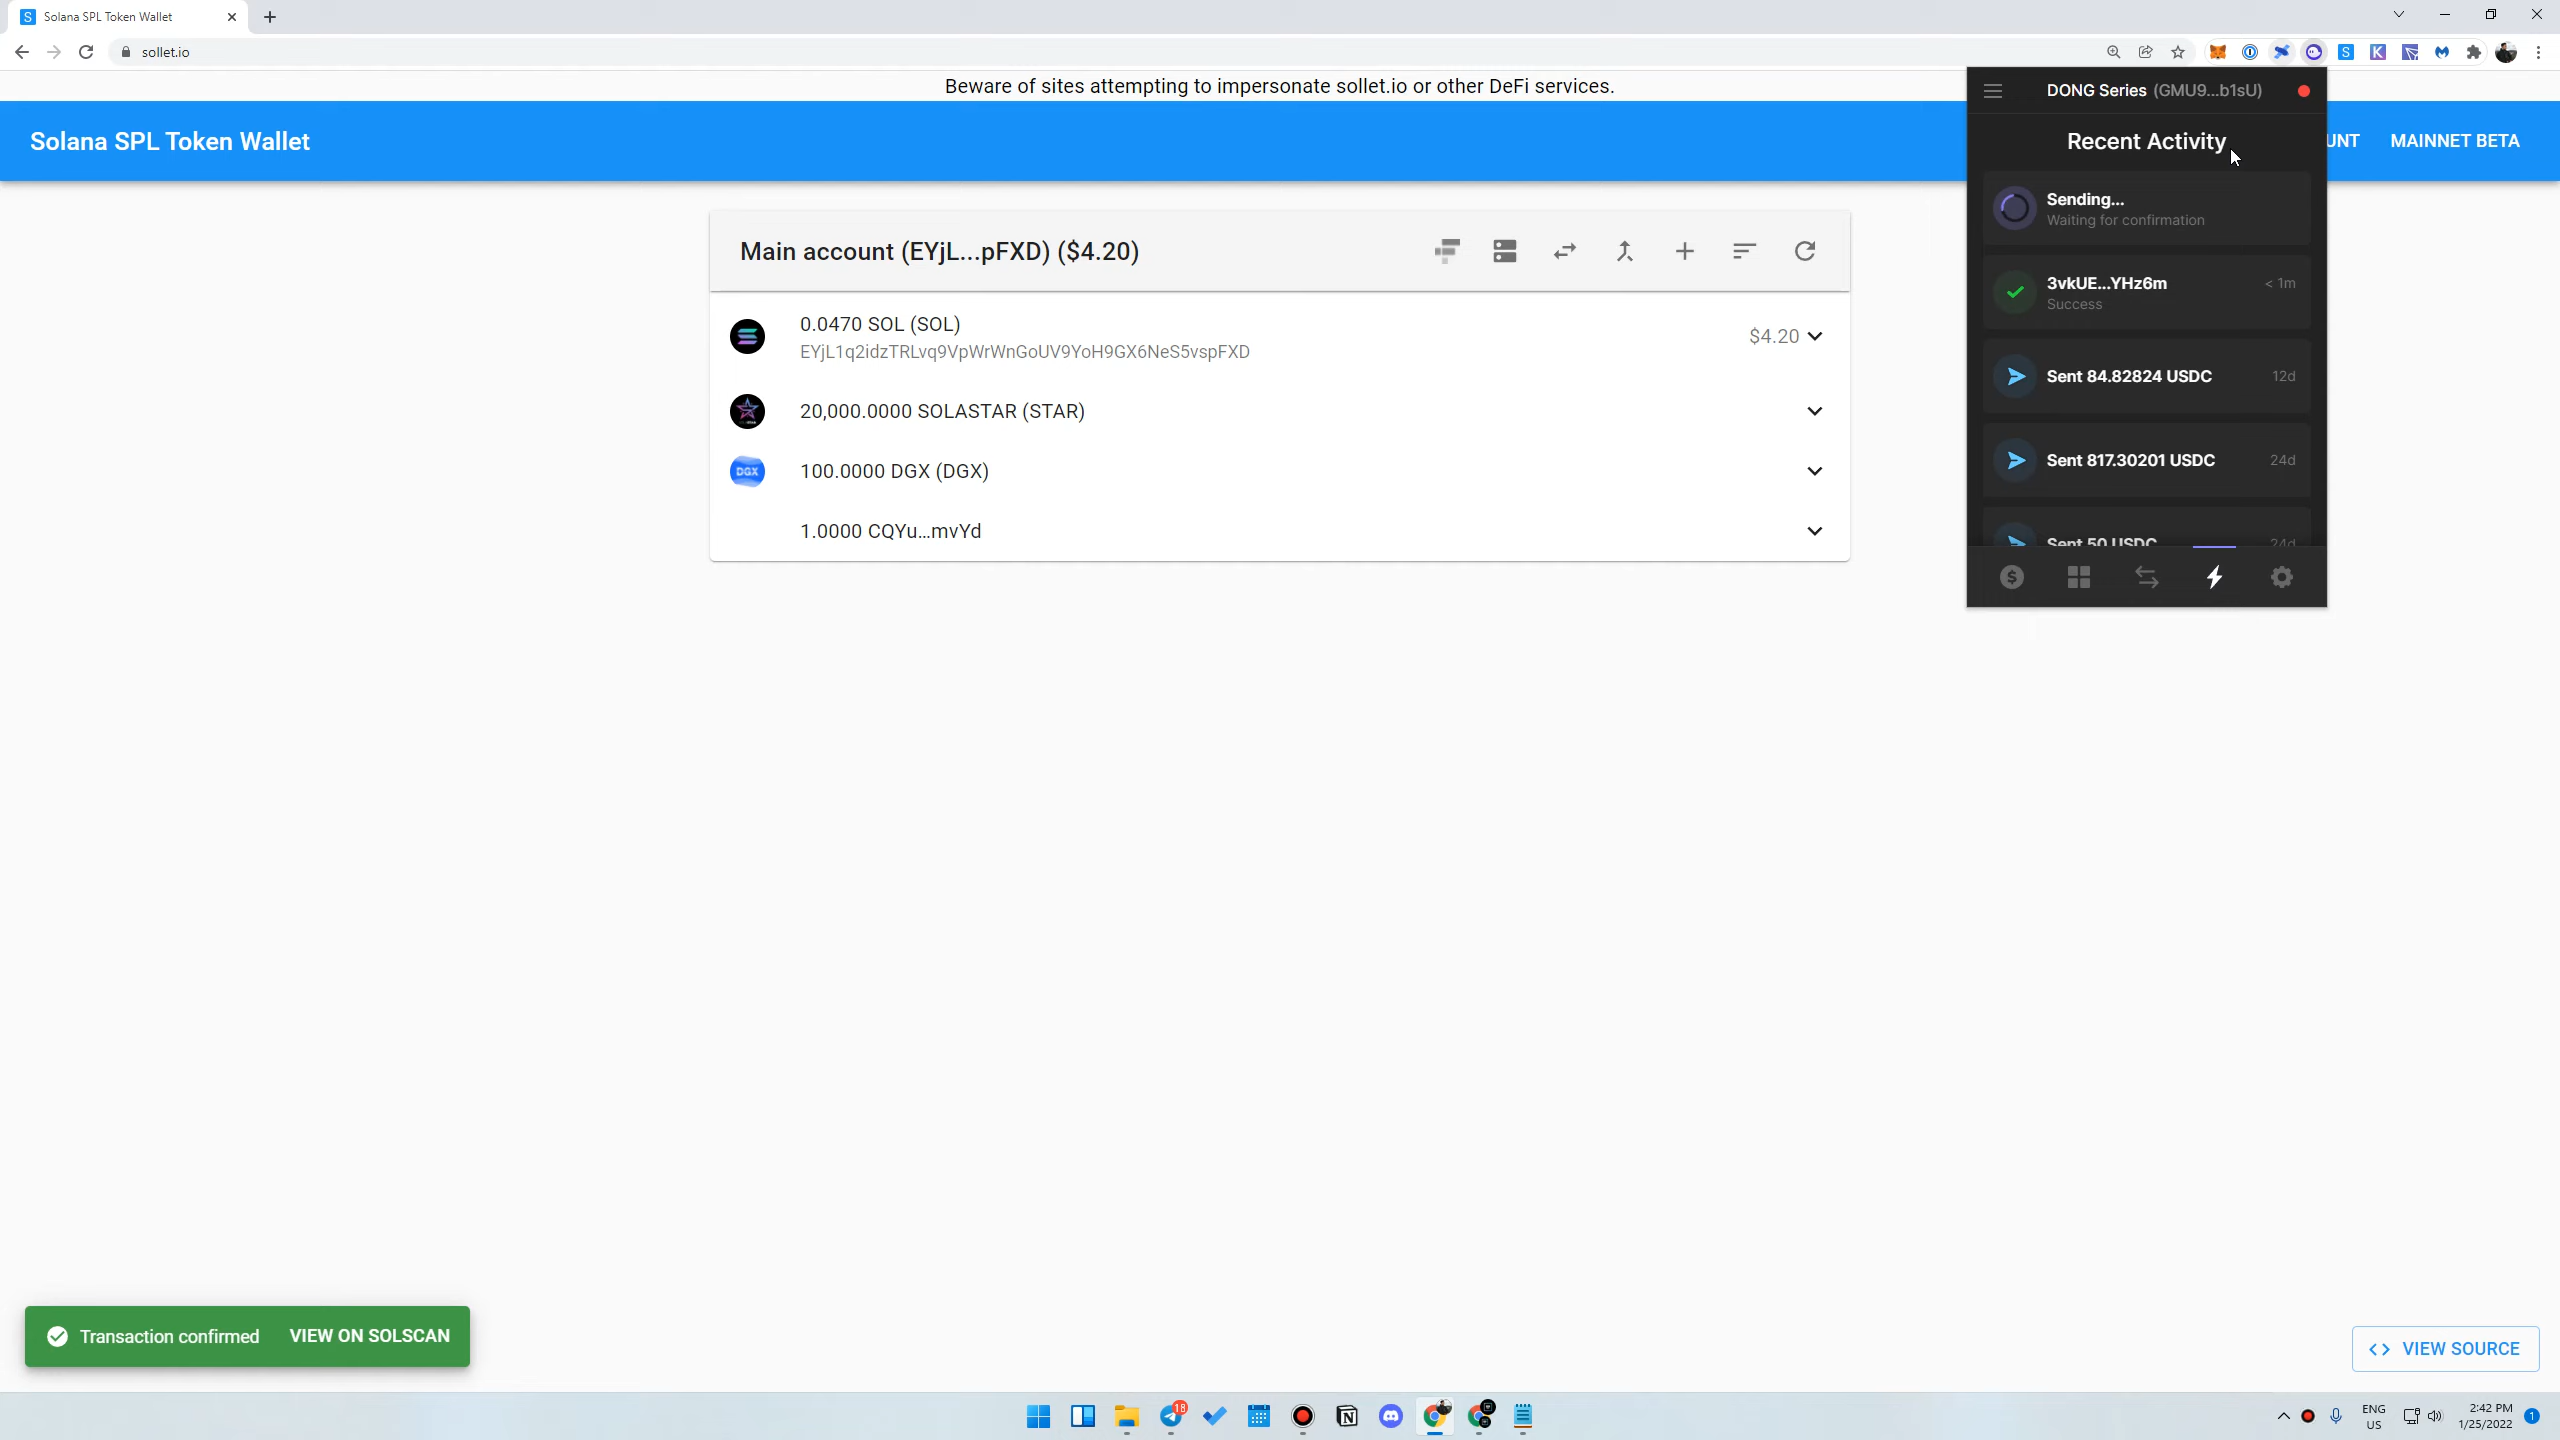 Solana SPL Token Wallet
sollet.io
Beware of sites attempting to impersonate sollet.io or other DeFi services.
Solana SPL Token Wallet
UNT
MAINNET BETA
Main account (EYjL...pFXD) ($4.20)
0.0470 SOL (SOL)
EYjL1q2idzTRLvq9VpWrWnGoUV9YoH9GX6NeS5vspFXD
$4.20
20,000.0000 SOLASTAR (STAR)
DGX
100.0000 DGX (DGX)
1.0000 CQYu...mvYd
DONG Series (GMU9...b1sU)
Recent Activity
Sending...
Waiting for confirmation
3vkUE...YHz6m
< 1m
Success
Sent 84.82824 USDC
12d
Sent 817.30201 USDC
24d
Sent 50 USDC
24d
Transaction confirmed VIEW ON SOLSCAN
<> VIEW SOURCE
18
ENG
US
2:42 PM
1/25/2022
1